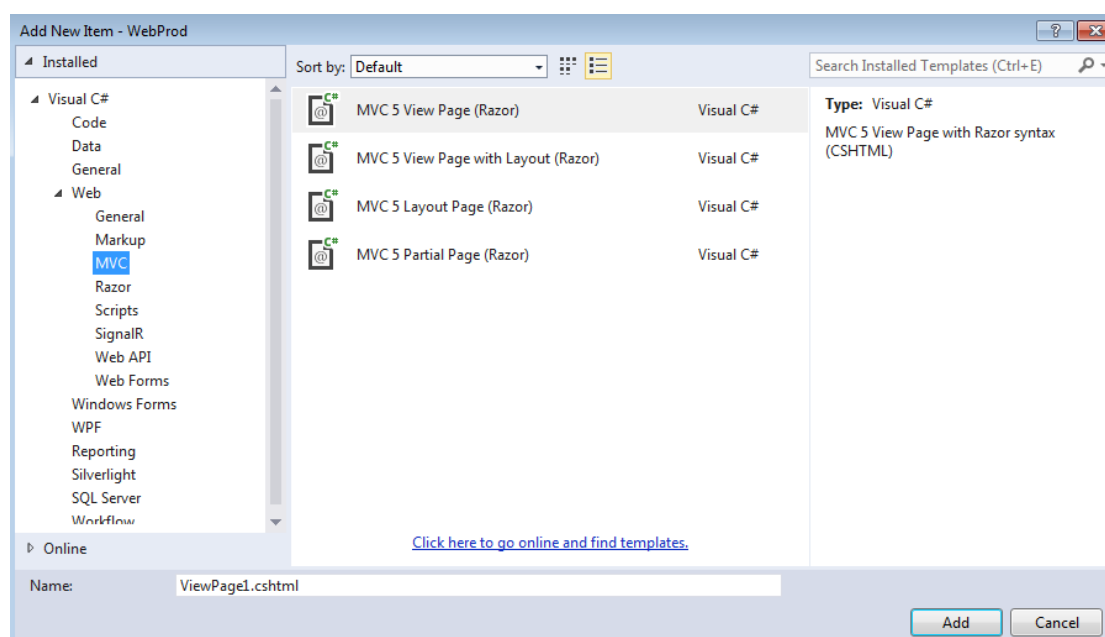 Add New Item - WebProd
Installed
Sort by: Default
Search Installed Templates (Ctrl+E)
Visual C#
Code
Data
General
Web
General
Markup
MVC
Razor
Scripts
SignalR
Web API
Web Forms
Windows Forms
WPF
Reporting
Silverlight
SQL Server
Workflow
Online
C#
@
MVC 5 View Page (Razor) Visual C#
C#
@
MVC 5 View Page with Layout (Razor) Visual C#
C#
@
MVC 5 Layout Page (Razor) Visual C#
C#
@
MVC 5 Partial Page (Razor) Visual C#
Click here to go online and find templates.
Type: Visual C#
MVC 5 View Page with Razor syntax
(CSHTML)
Name: ViewPage1.cshtml
Add Cancel